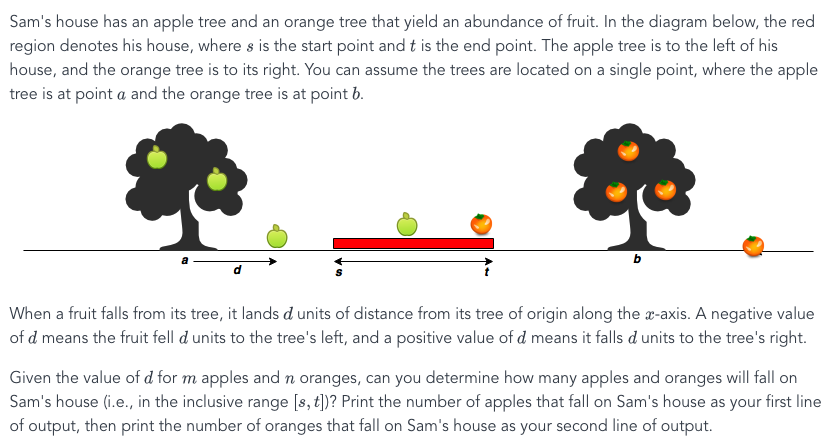 Sam's house has an apple tree and an orange tree that yield an abundance of fruit. In the diagram below, the red
region denotes his house, where s is the start point and t is the end point. The apple tree is to the left of his
house, and the orange tree is to its right. You can assume the trees are located on a single point, where the apple
tree is at point a and the orange tree is at point b.
a
d
s
t
b
When a fruit falls from its tree, it lands d units of distance from its tree of origin along the x-axis. A negative value
of d means the fruit fell d units to the tree's left, and a positive value of d means it falls d units to the tree's right.
Given the value of d for m apples and n oranges, can you determine how many apples and oranges will fall on
Sam's house (i.e., in the inclusive range [s, t])? Print the number of apples that fall on Sam's house as your first line
of output, then print the number of oranges that fall on Sam's house as your second line of output.